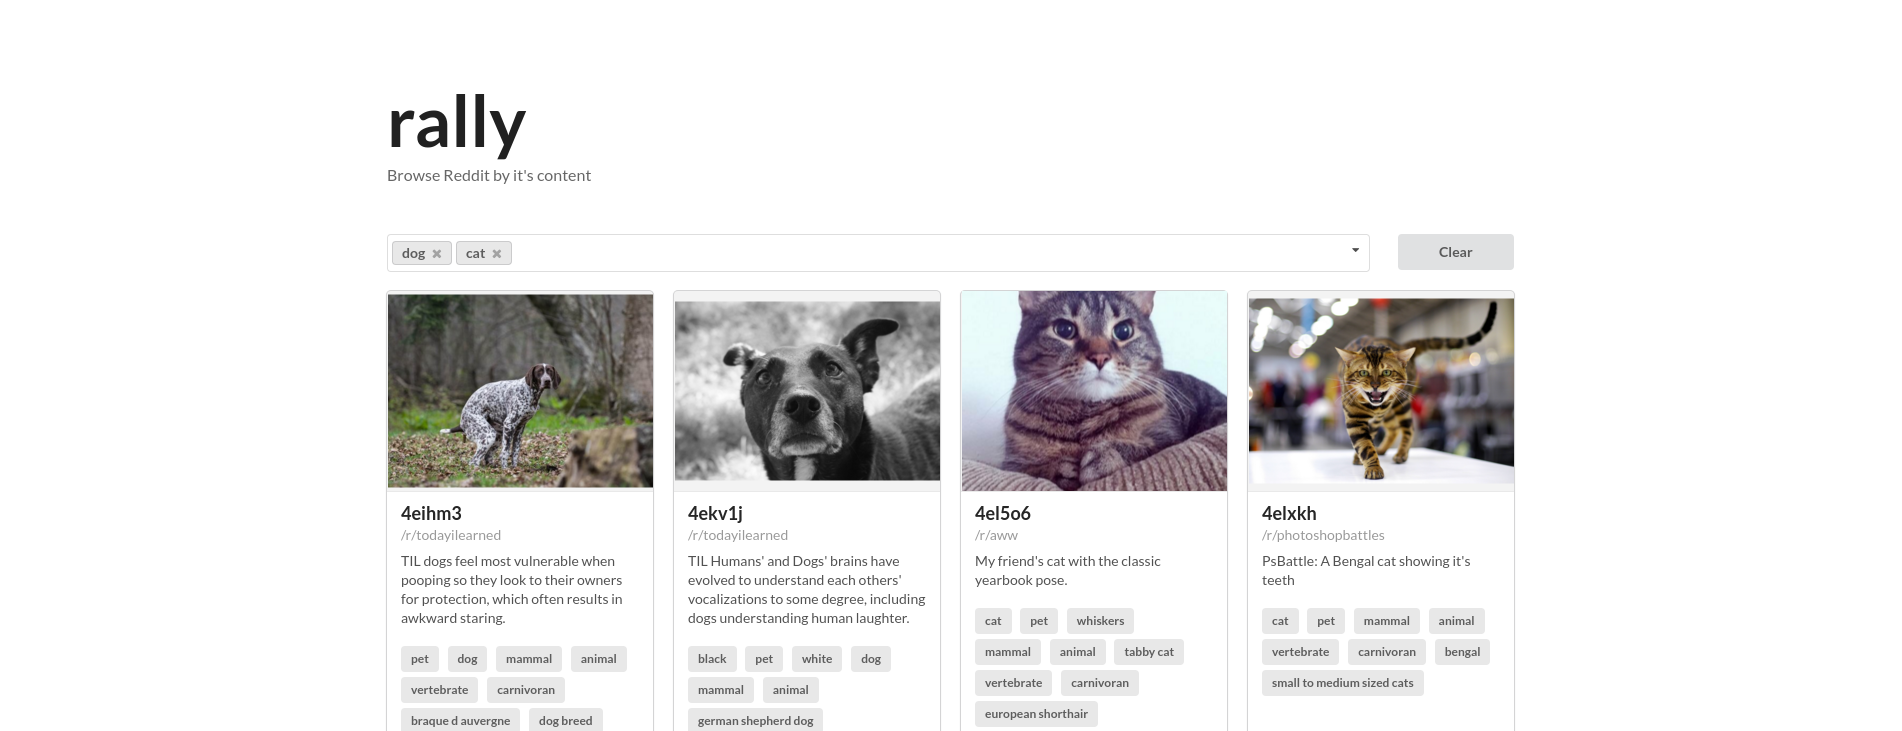 rally
Browse Reddit by it's content
dog cat
Clear
4eihm3
/r/todayilearned
TIL dogs feel most vulnerable when
pooping so they look to their owners
for protection, which often results in
awkward staring.
pet dog mammal animal
vertebrate carnivoran
braque d auvergne dog breed
4ekv1j
/r/todayilearned
TIL Humans' and Dogs' brains have
evolved to understand each others'
vocalizations to some degree, including
dogs understanding human laughter.
black pet white dog
mammal animal
german shepherd dog
4el5o6
/r/aww
My friend's cat with the classic
yearbook pose.
cat pet whiskers
mammal animal tabby cat
vertebrate carnivoran
european shorthair
4elxkh
/r/photoshopbattles
PsBattle: A Bengal cat showing it's
teeth
cat pet mammal animal
vertebrate carnivoran bengal
small to medium sized cats